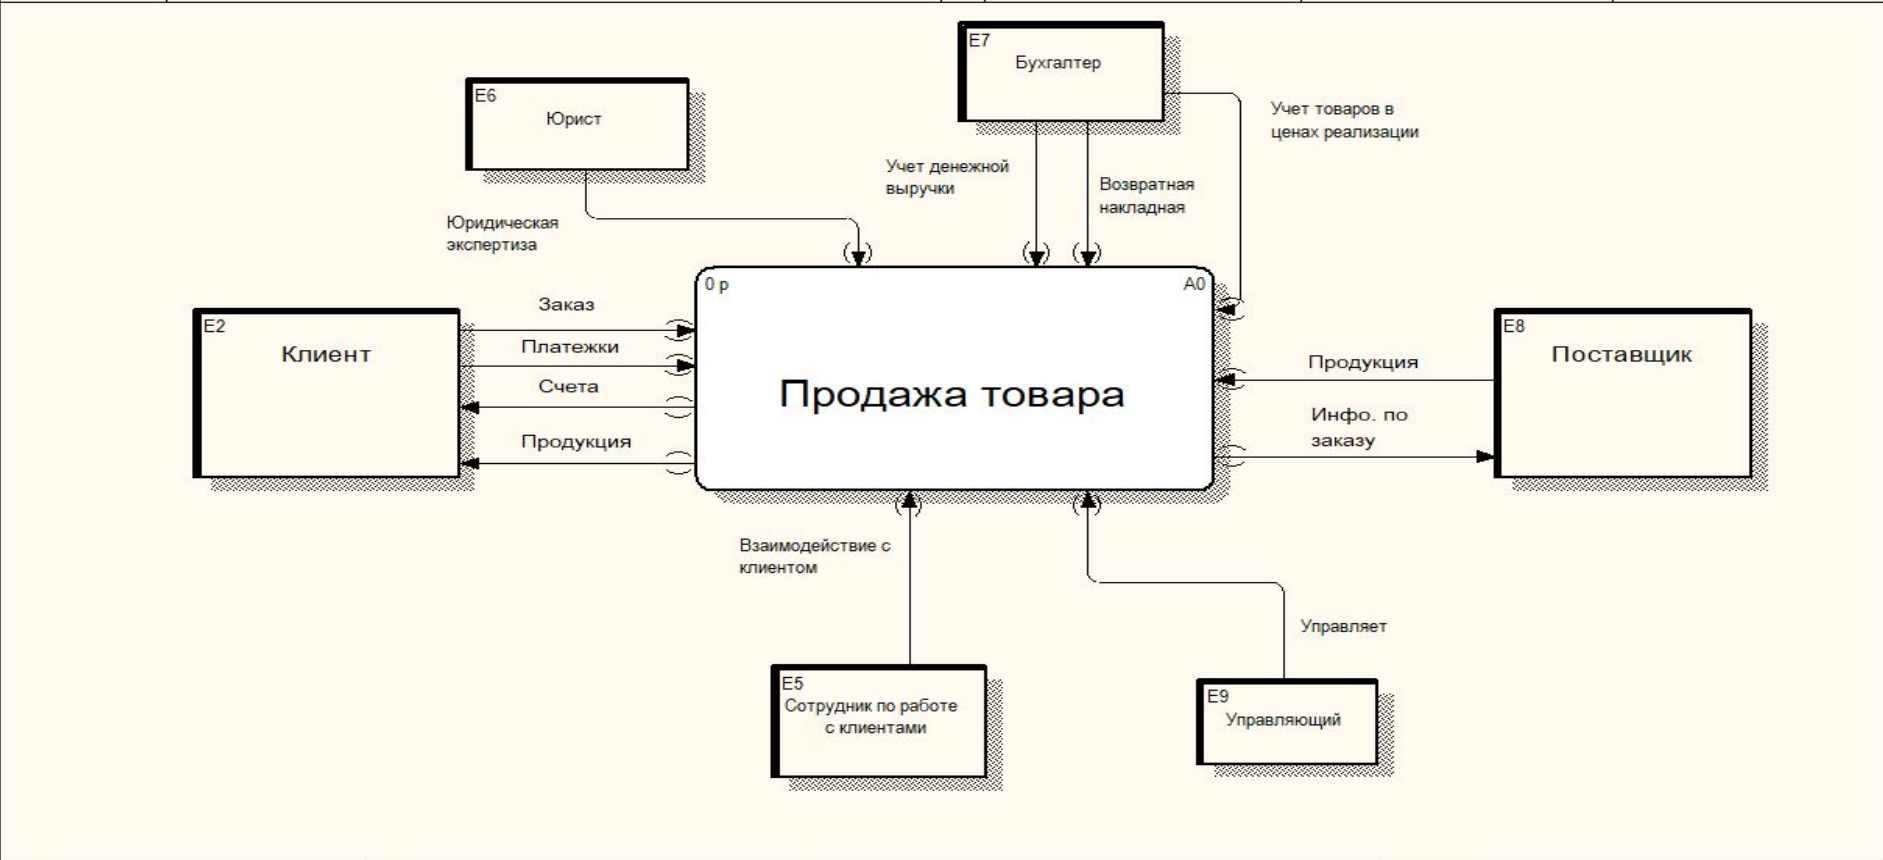 E7
Бухгалтер
E6
Юрист
Учет товаров в
ценах реализации
Учет денежной
выручки
Возвратная
накладная
Юридическая
экспертиза
0 р
A0
Заказ
E2
Клиент
Платежки
Счета
Продукция
Продажа товара
E8
Поставщик
Продукция
Инфо. по
заказу
Взаимодействие с
клиентом
Управляет
E5
Сотрудник по работе
с клиентами
E9
Управляющий